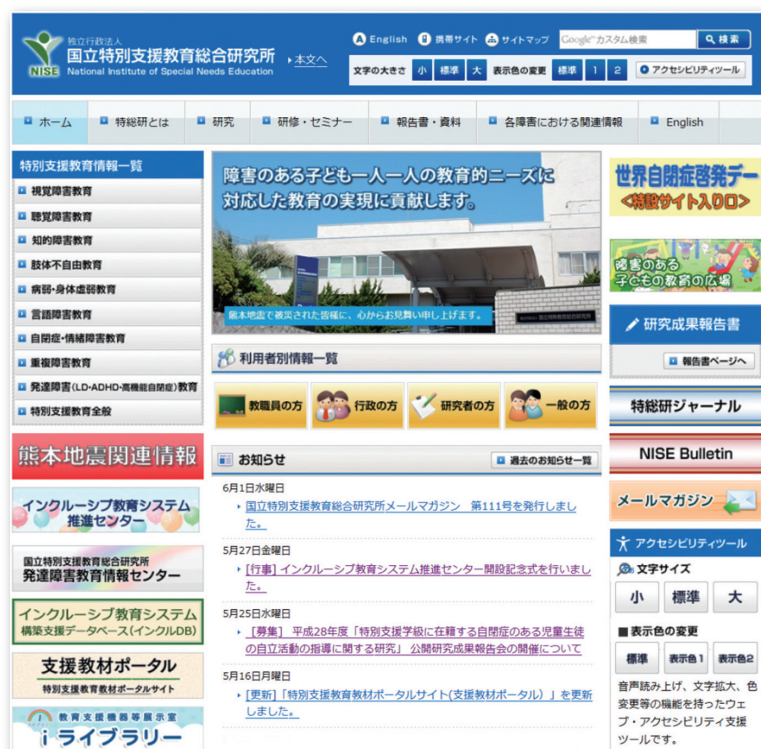 独立行政法人
国立特別支援教育総合研究所
National Institute of Special Needs Education
NISE
本文へ
English 携帯サイト サイトマップ Google カスタム検索 検索
文字の大きさ 小 標準 大 表示色の変更 標準 1 2 アクセシビリティツール
ホーム 特総研とは 研究 研修・セミナー 報告書・資料 各障害における関連情報 English
特別支援教育情報一覧
視覚障害教育
聴覚障害教育
知的障害教育
肢体不自由教育
病弱・身体虚弱教育
言語障害教育
自閉症・情緒障害教育
重複障害教育
発達障害(LD・ADHD・高機能自閉症)教育
特別支援教育全般
熊本地震関連情報
インクルーシブ教育システム
推進センター
国立特別支援教育総合研究所
発達障害教育情報センター
インクルーシブ教育システム
構築支援データベース(インクルDB)
支援教材ポータル
特別支援教育教材ポータルサイト
教育支援機器等展示室
iライブラリー
障害のある子ども一人一人の教育的ニーズに
対応した教育の実現に貢献します。
熊本地震で被災された皆様に、心からお見舞い申し上げます。
利用者別情報一覧
教職員の方 行政の方 研究者の方 一般の方
お知らせ 過去のお知らせ一覧
6月1日水曜日
国立特別支援教育総合研究所メールマガジン 第111号を発行しまし
た。
5月27日金曜日
[行事] インクルーシブ教育システム推進センター開設記念式を行いまし
た。
5月25日水曜日
［募集］ 平成28年度「特別支援学級に在籍する自閉症のある児童生徒
の自立活動の指導に関する研究」 公開研究成果報告会の開催について
5月16日月曜日
[更新]「特別支援教育教材ポータルサイト(支援教材ポータル）」を更新
しました。
世界自閉症啓発デー
<特設サイト入り口>
障害のある
子どもの教育の広場
研究成果報告書
報告書ページへ
特総研ジャーナル
NISE Bulletin
メールマガジン
アクセシビリティツール
文字サイズ
小 標準 大
■表示色の変更
標準 表示色1 表示色2
音声読み上げ、文字拡大、色
変更等の機能を持ったウェ
ブ・アクセシビリティ支援
ツールです。